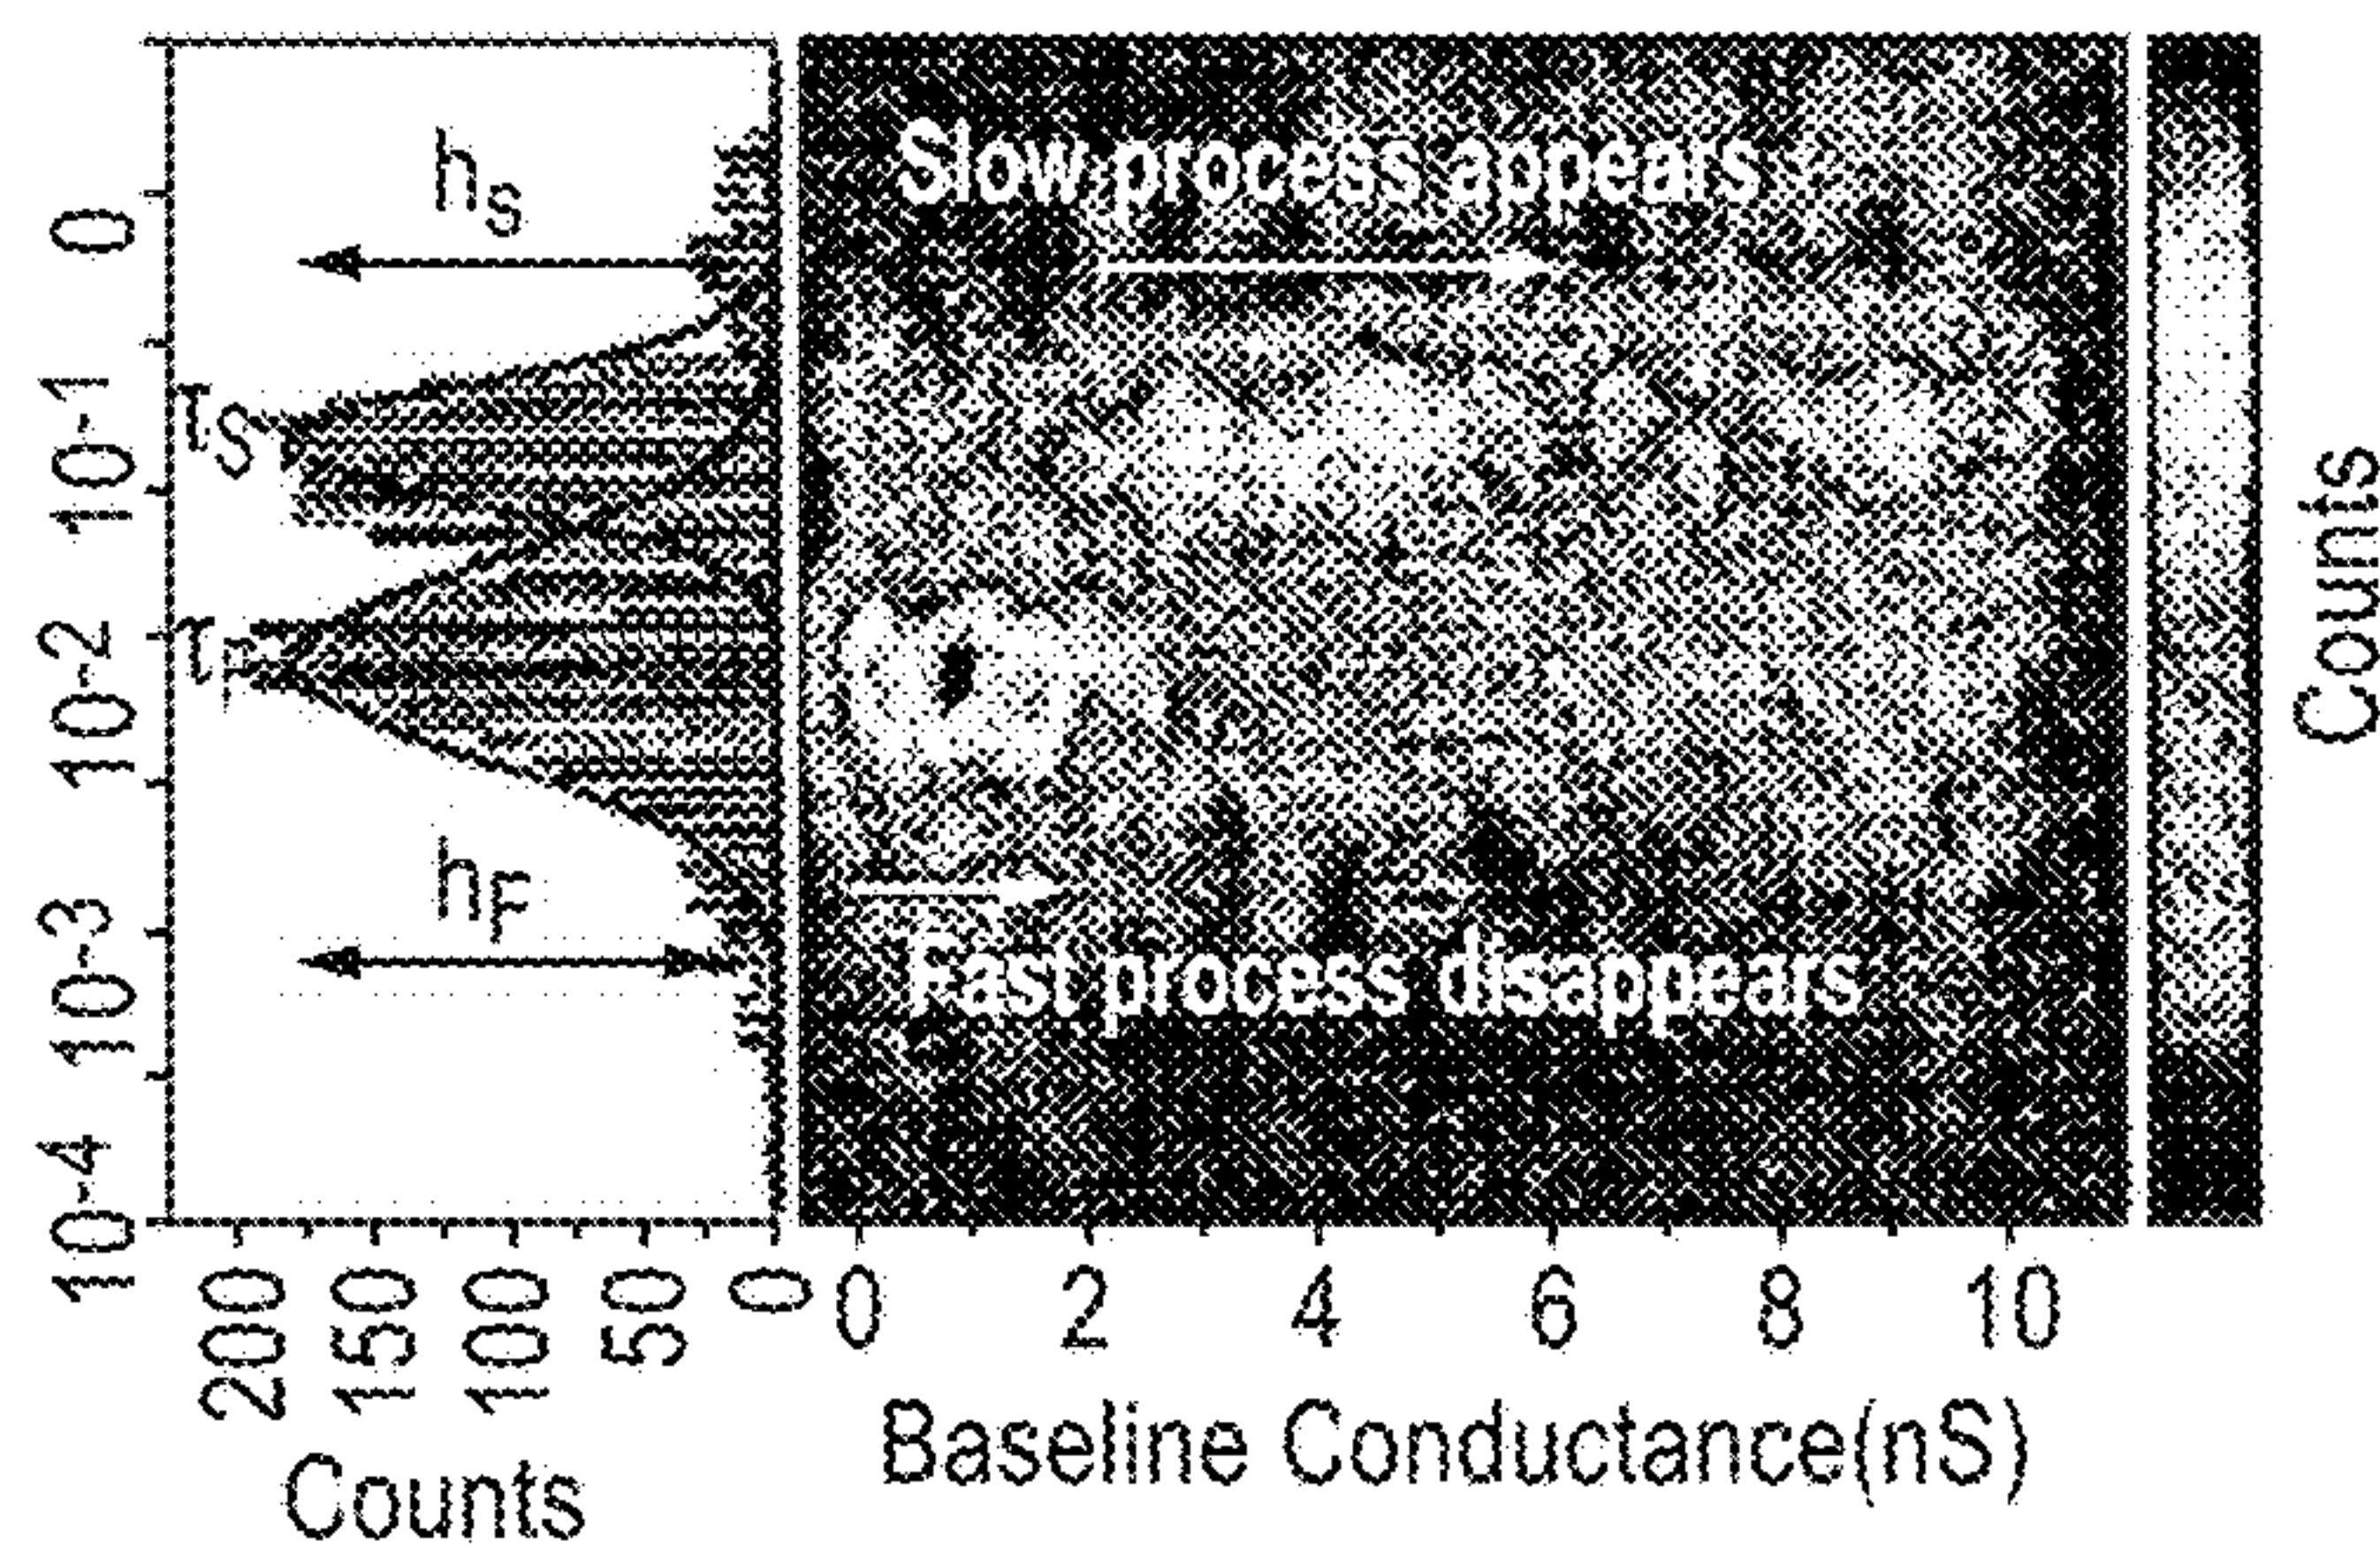 h_S
Slow process appears
0
10-1
τ_S
10-2
τ_F
10-3
h_F
Fast process disappears
10-4
Counts
200 150 100 50 0
0 2 4 6 8 10
Counts
Baseline Conductance(nS)